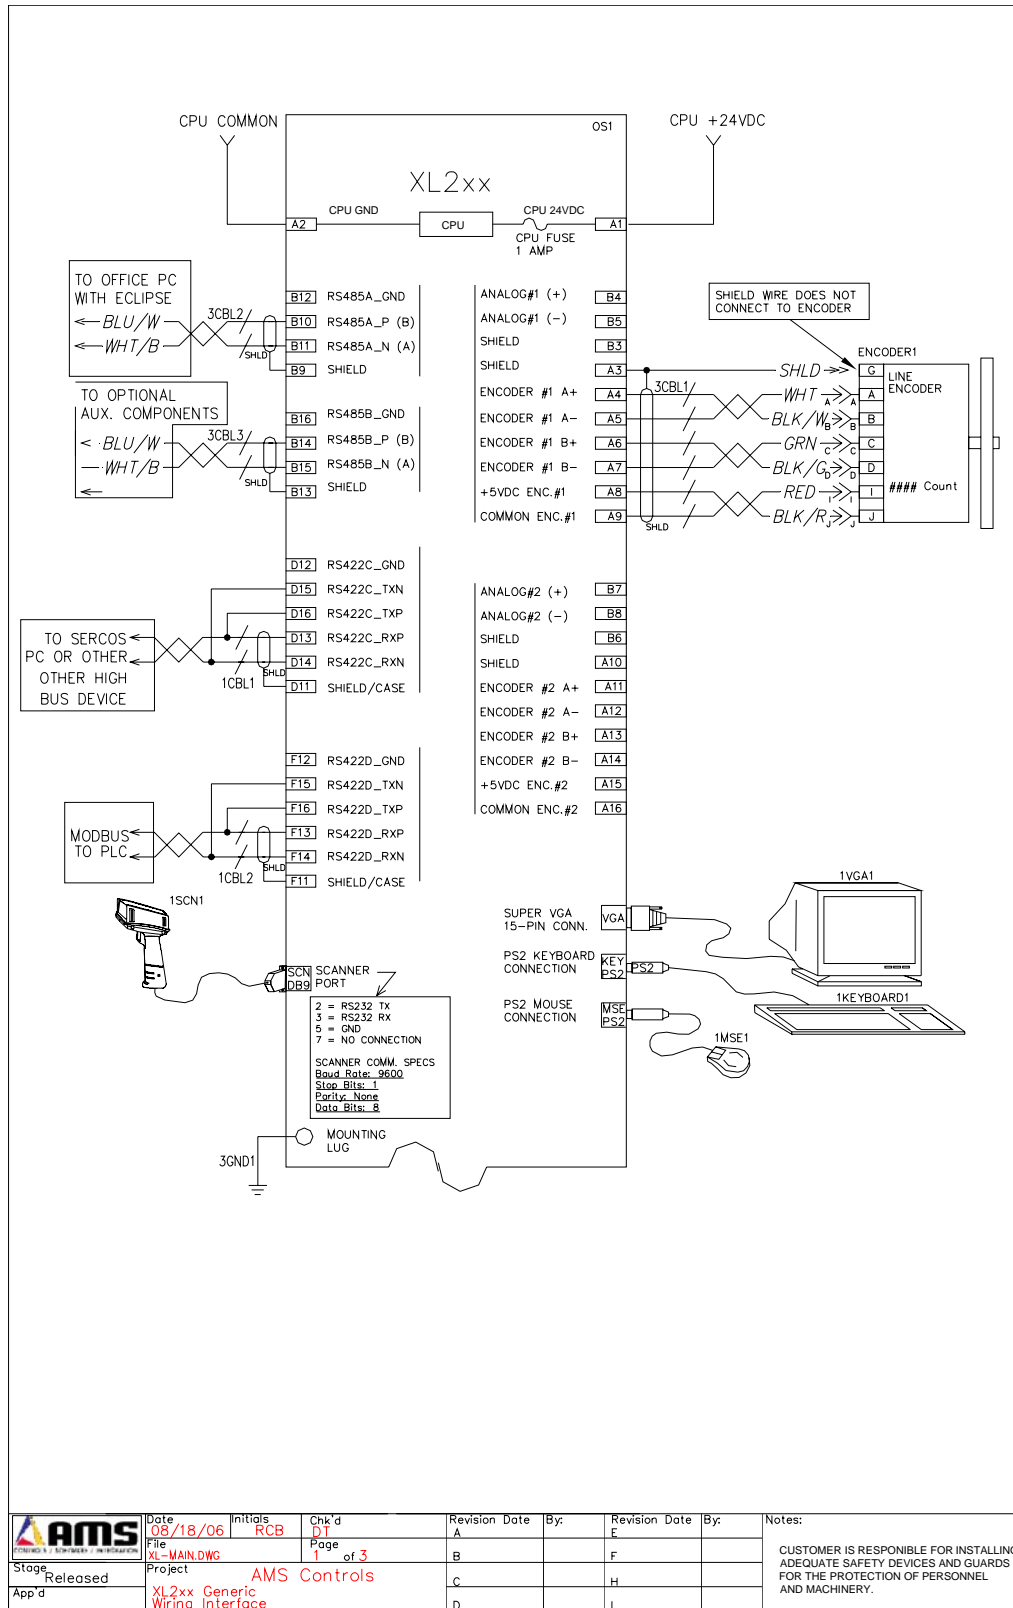 CPU COMMON
OS1
CPU +24VDC
XL2xx
A2
CPU GND
CPU
CPU 24VDC
CPU FUSE
1 AMP
A1
TO OFFICE PC
WITH ECLIPSE
BLU/W
WHT/B
3CBL2
SHLD
B12 RS485A_GND
B10 RS485A_P (B)
B11 RS485A_N (A)
B9 SHIELD
TO OPTIONAL
AUX. COMPONENTS
BLU/W
WHT/B
3CBL3
SHLD
B16 RS485B_GND
B14 RS485B_P (B)
B15 RS485B_N (A)
B13 SHIELD
ANALOG#1 (+) B4
ANALOG#1 (-) B5
SHIELD B3
SHIELD A3
ENCODER #1 A+ A4
ENCODER #1 A- A5
ENCODER #1 B+ A6
ENCODER #1 B- A7
+5VDC ENC.#1 A8
COMMON ENC.#1 A9
SHIELD WIRE DOES NOT
CONNECT TO ENCODER
ENCODER1
3CBL1
SHLD
SHLD G
WHT A A A
BLK/W B B B
GRN C C C
BLK/G D D D
RED I I I
BLK/R J J J
LINE
ENCODER
#### Count
D12 RS422C_GND
D15 RS422C_TXN
D16 RS422C_TXP
D13 RS422C_RXP
D14 RS422C_RXN
D11 SHIELD/CASE
TO SERCOS
PC OR OTHER
OTHER HIGH
BUS DEVICE
1CBL1
SHLD
ANALOG#2 (+) B7
ANALOG#2 (-) B8
SHIELD B6
SHIELD A10
ENCODER #2 A+ A11
ENCODER #2 A- A12
ENCODER #2 B+ A13
ENCODER #2 B- A14
+5VDC ENC.#2 A15
COMMON ENC.#2 A16
F12 RS422D_GND
F15 RS422D_TXN
F16 RS422D_TXP
F13 RS422D_RXP
F14 RS422D_RXN
F11 SHIELD/CASE
MODBUS
TO PLC
1CBL2
SHLD
1SCN1
SCN
DB9
SCANNER
PORT
2 = RS232 TX
3 = RS232 RX
5 = GND
7 = NO CONNECTION
SCANNER COMM. SPECS
Baud Rate: 9600
Stop Bits: 1
Parity: None
Data Bits: 8
SUPER VGA
15-PIN CONN.
VGA
1VGA1
PS2 KEYBOARD
CONNECTION
KEY
PS2
PS2
1KEYBOARD1
PS2 MOUSE
CONNECTION
MSE
PS2
1MSE1
MOUNTING
LUG
3GND1
AMS
CONTROLS / SOFTWARE / INTEGRATION
Stage
Released
App'd
Date
08/18/06
Initials
RCB
Chk'd
DT
File
XL-MAIN.DWG
Page
1 of 3
Project
AMS Controls
XL2xx Generic
Wiring Interface
Revision Date By: Revision Date By:
A E
B F
C H
D
Notes:
CUSTOMER IS RESPONIBLE FOR INSTALLING
ADEQUATE SAFETY DEVICES AND GUARDS
FOR THE PROTECTION OF PERSONNEL
AND MACHINERY.